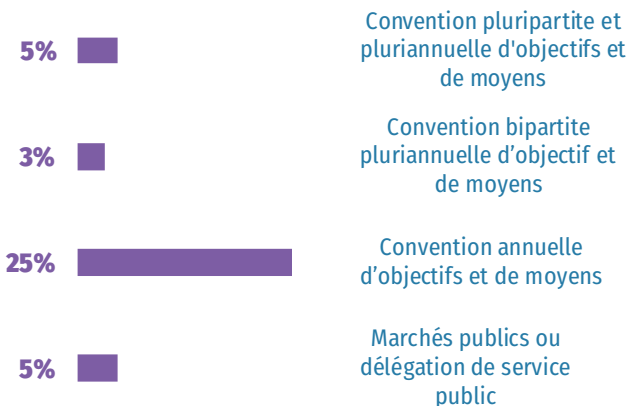 5%
Convention pluripartite et
pluriannuelle d'objectifs et
de moyens
3%
Convention bipartite
pluriannuelle d’objectif et
de moyens
25%
Convention annuelle
d’objectifs et de moyens
5%
Marchés publics ou
délégation de service
public